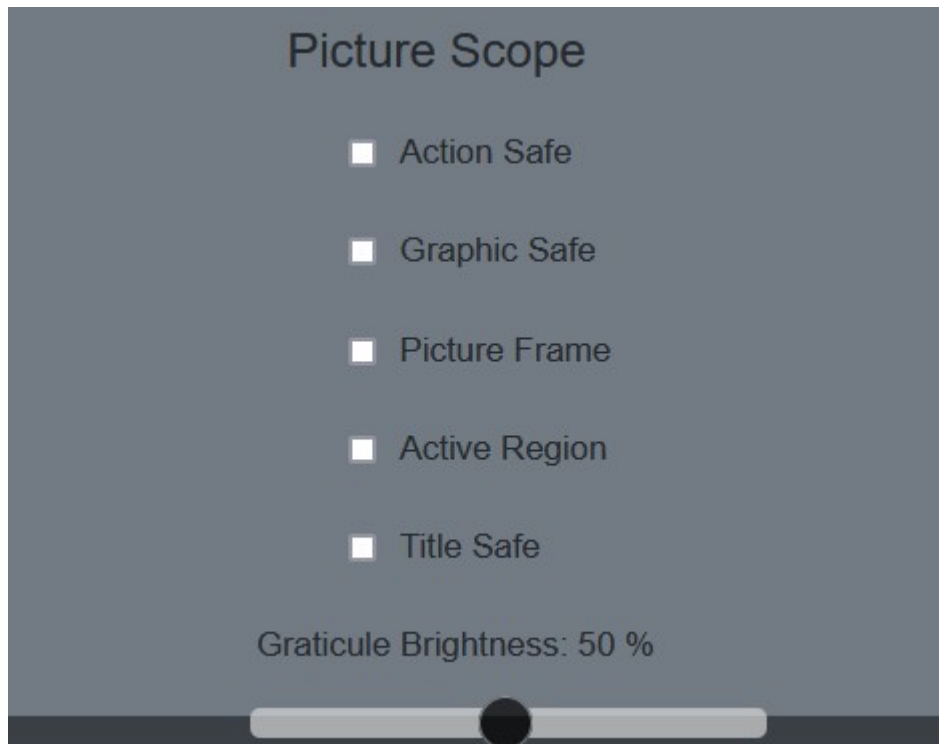 Picture Scope
Action Safe
Graphic Safe
Picture Frame
Active Region
Title Safe
Graticule Brightness: 50 %